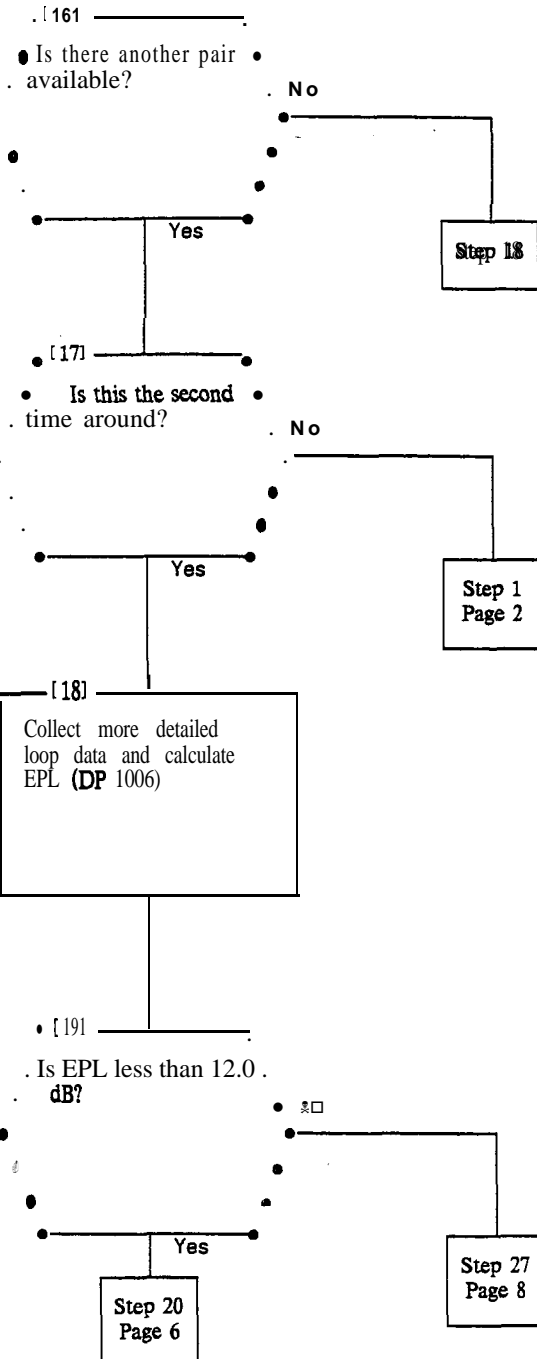 [161
Is there another pair
available?
No
Yes
Step 18
[17]
Is this the second
time around?
No
Yes
Step 1
Page 2
[18]
Collect more detailed
loop data and calculate
EPL (DP 1006)
[191
Is EPL less than 12.0
dB?
Yes
Step 27
Page 8
Step 20
Page 6